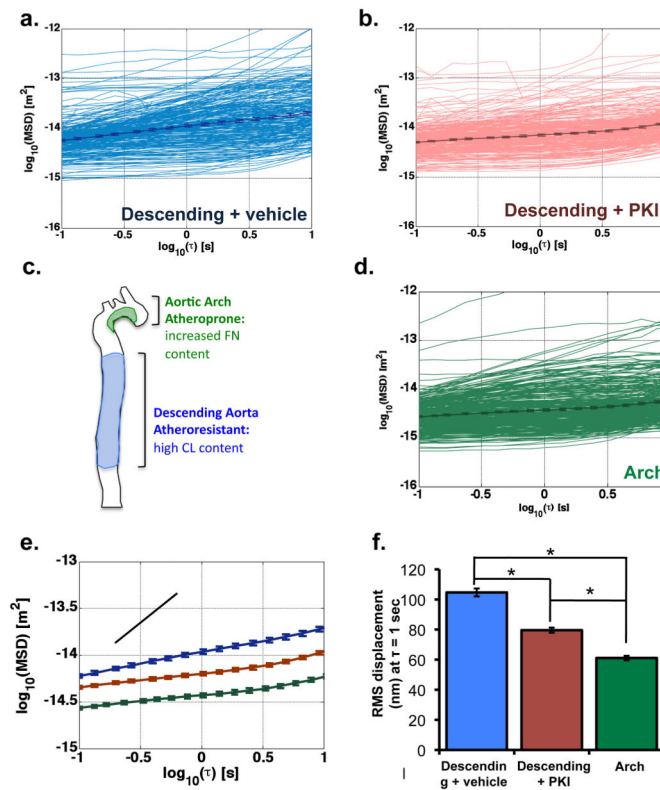 a.
log10(MSD) [m2]
-12
-13
-14
-15
-16
-1
-0.5
0
0.5
1
log10(τ) [s]
Descending + vehicle
b.
log10(MSD) [m2]
-12
-13
-14
-15
-16
-1
-0.5
0.0
0.5
log10(τ) [s]
Descending + PKI
c.
Aortic Arch
Atheroprone:
increased FN
content
Descending Aorta
Atheroresistant:
high CL content
d.
log10(MSD) [m2]
-12
-13
-14
-15
-16
-1
-0.5
0.0
0.5
log10(τ) [s]
Arch
e.
log10(MSD) [m2]
-13
-13.5
-14
-14.5
-15
-1
-0.5
0
0.5
1
log10(τ) [s]
f.
RMS displacement
(nm) at τ = 1 sec
120
100
80
60
40
20
0
*
*
*
Descendin
g + vehicle
Descending
+ PKI
Arch